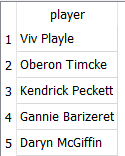 player
1 Viv Playle
2 Oberon Timcke
3 Kendrick Peckett
4 Gannie Barizeret
5 Daryn McGiffin